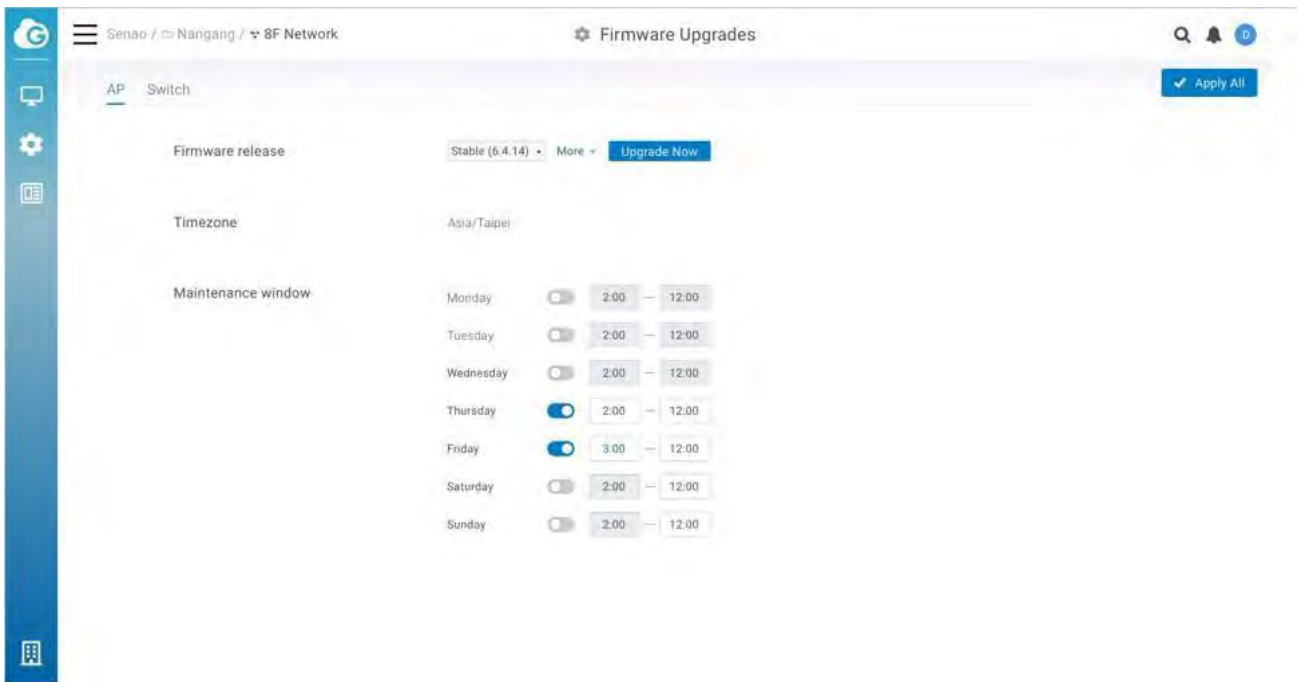 Senao / Nangang / 8F Network
Firmware Upgrades
D
AP Switch
Apply All
Firmware release Stable (6.4.14) More Upgrade Now
Timezone Asia/Taipei
Maintenance window
Monday 2:00 — 12:00
Tuesday 2:00 — 12:00
Wednesday 2:00 — 12:00
Thursday 2:00 — 12:00
Friday 3:00 — 12:00
Saturday 2:00 — 12:00
Sunday 2:00 — 12:00